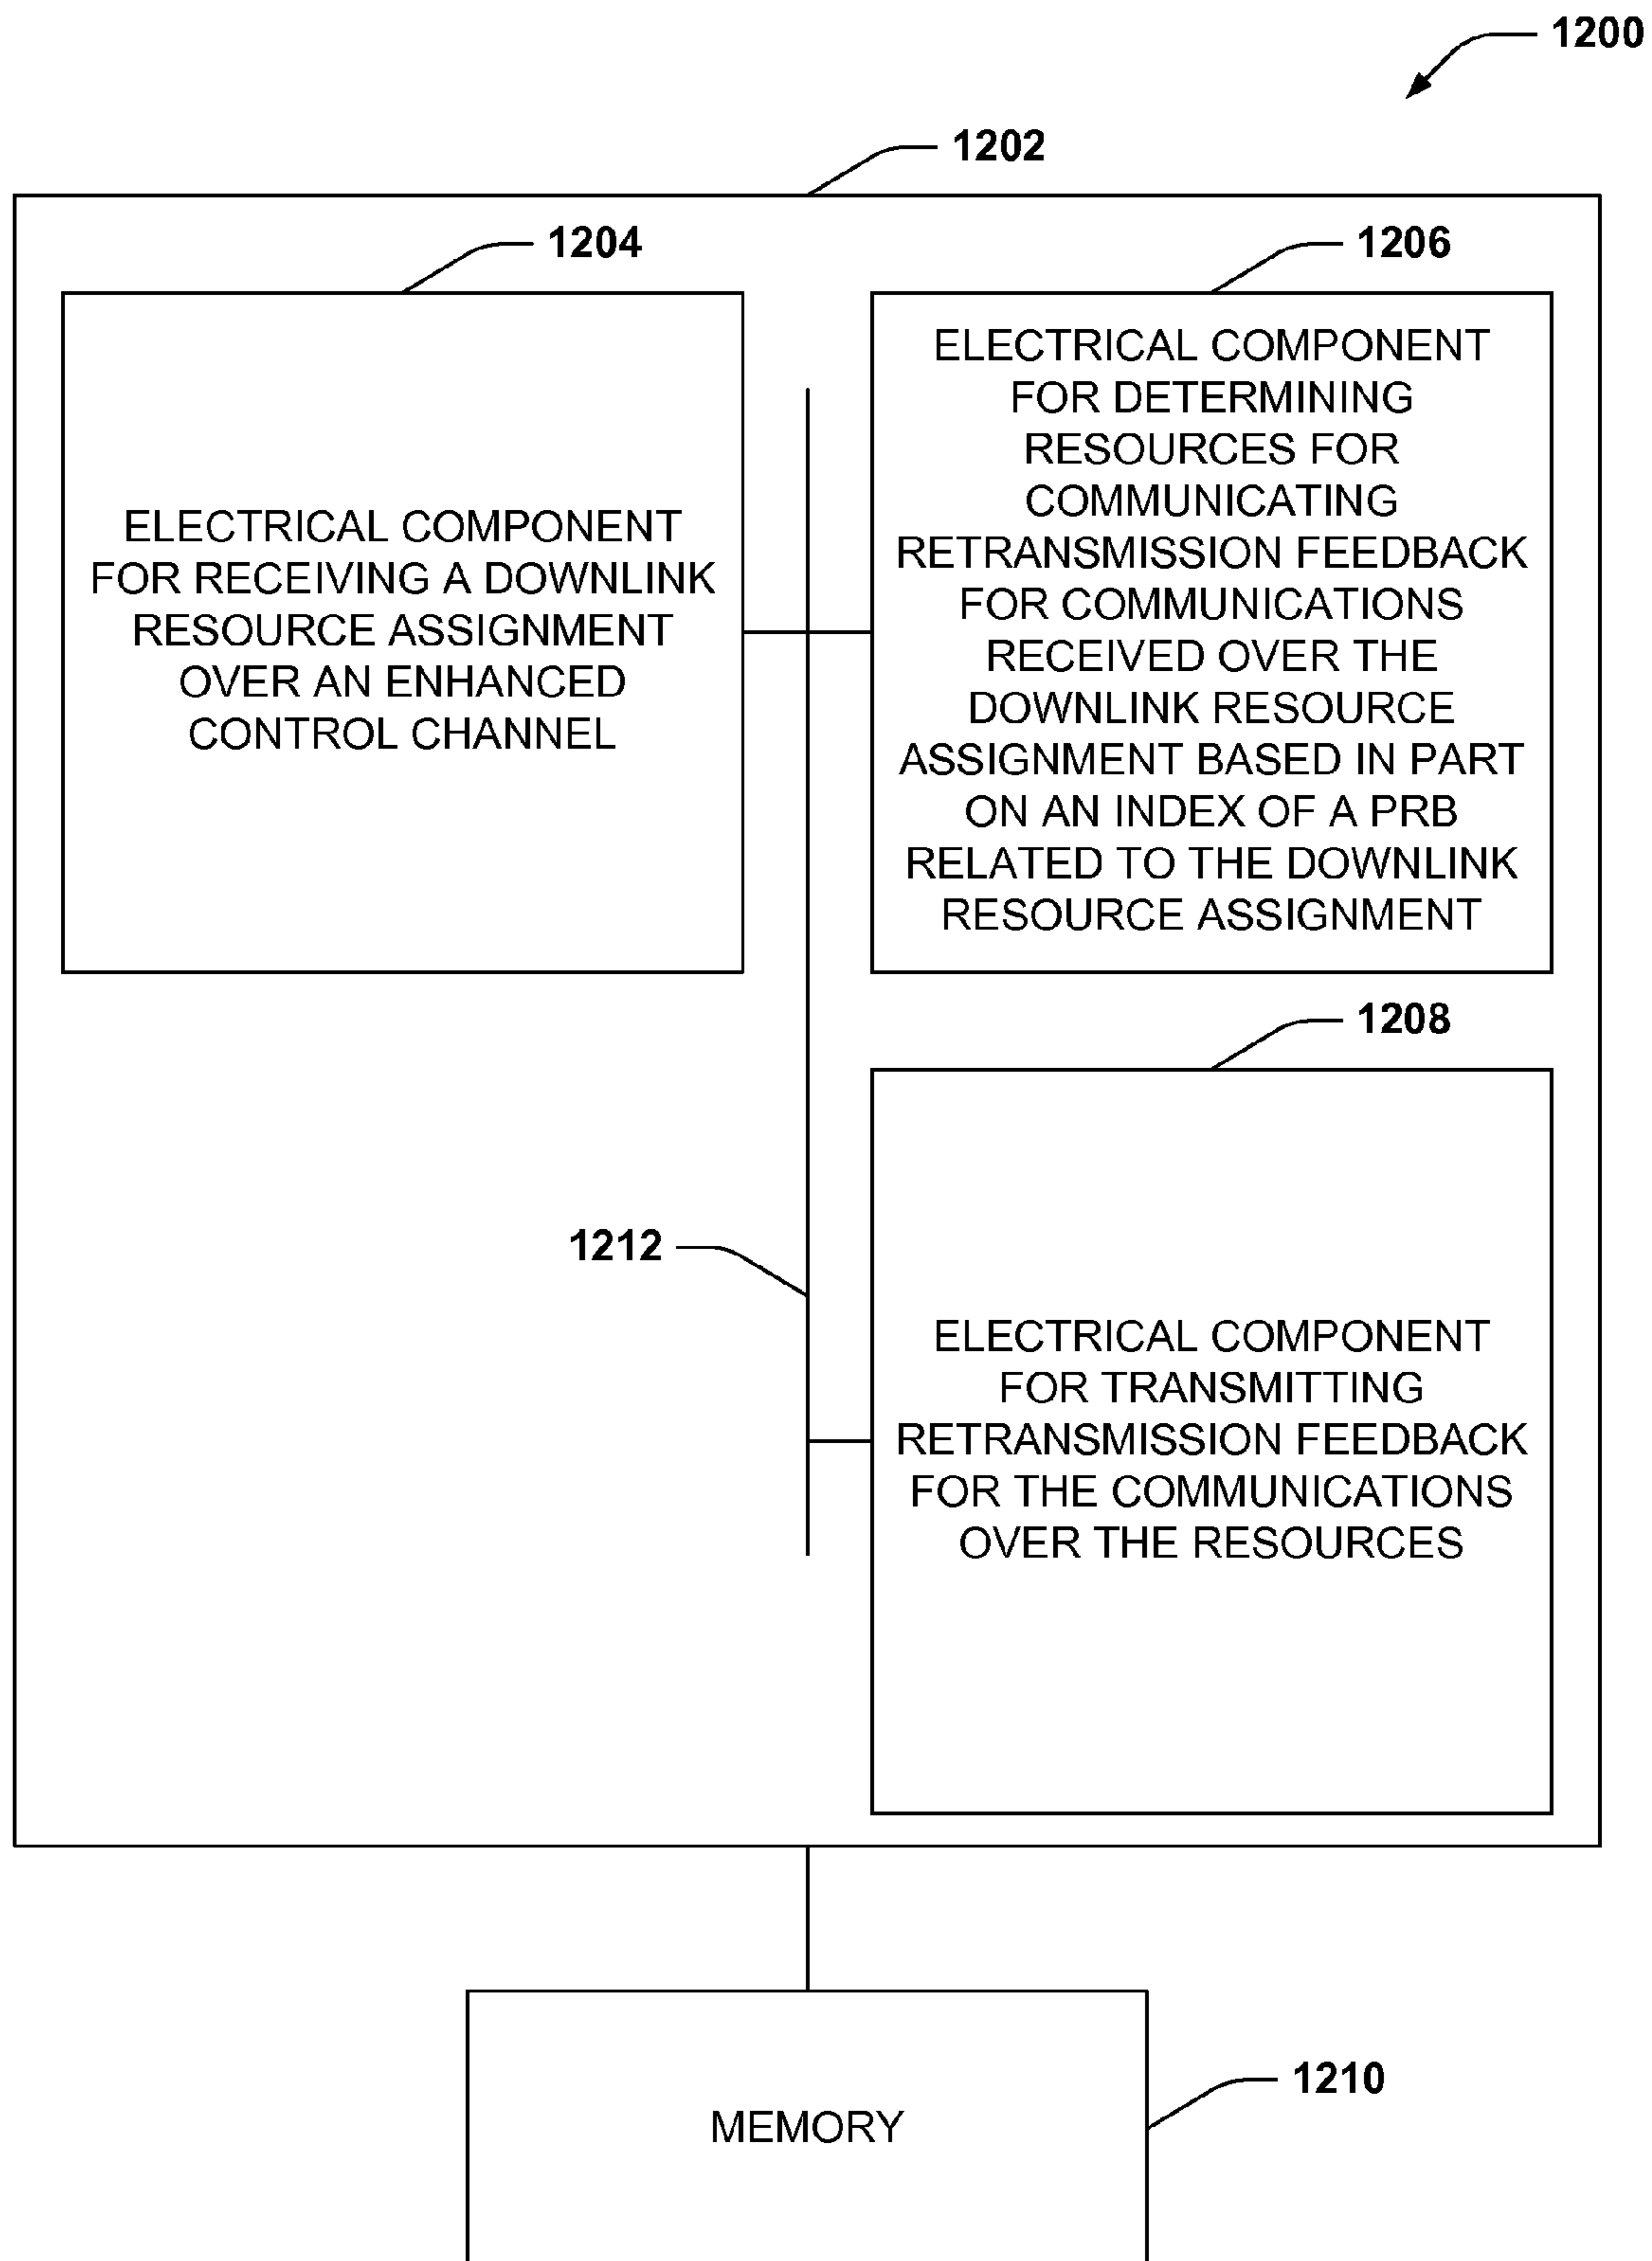 1200
1202
1204
1206
ELECTRICAL COMPONENT
FOR RECEIVING A DOWNLINK
RESOURCE ASSIGNMENT
OVER AN ENHANCED
CONTROL CHANNEL
ELECTRICAL COMPONENT
FOR DETERMINING
RESOURCES FOR
COMMUNICATING
RETRANSMISSION FEEDBACK
FOR COMMUNICATIONS
RECEIVED OVER THE
DOWNLINK RESOURCE
ASSIGNMENT BASED IN PART
ON AN INDEX OF A PRB
RELATED TO THE DOWNLINK
RESOURCE ASSIGNMENT
1208
1212
ELECTRICAL COMPONENT
FOR TRANSMITTING
RETRANSMISSION FEEDBACK
FOR THE COMMUNICATIONS
OVER THE RESOURCES
1210
MEMORY